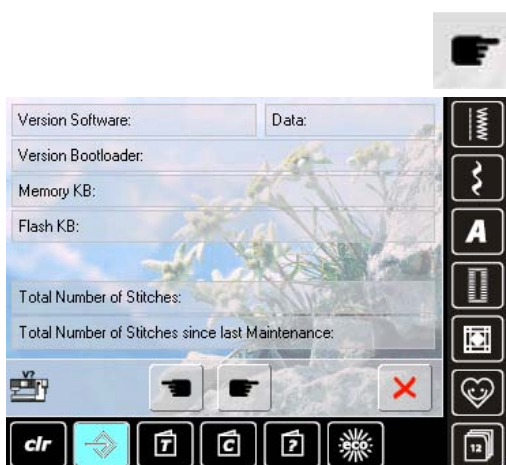 Version Software: Data:
Version Bootloader:
Memory KB:
Flash KB:
Total Number of Stitches:
Total Number of Stitches since last Maintenance:
V?
A
12
clr T C ? eco